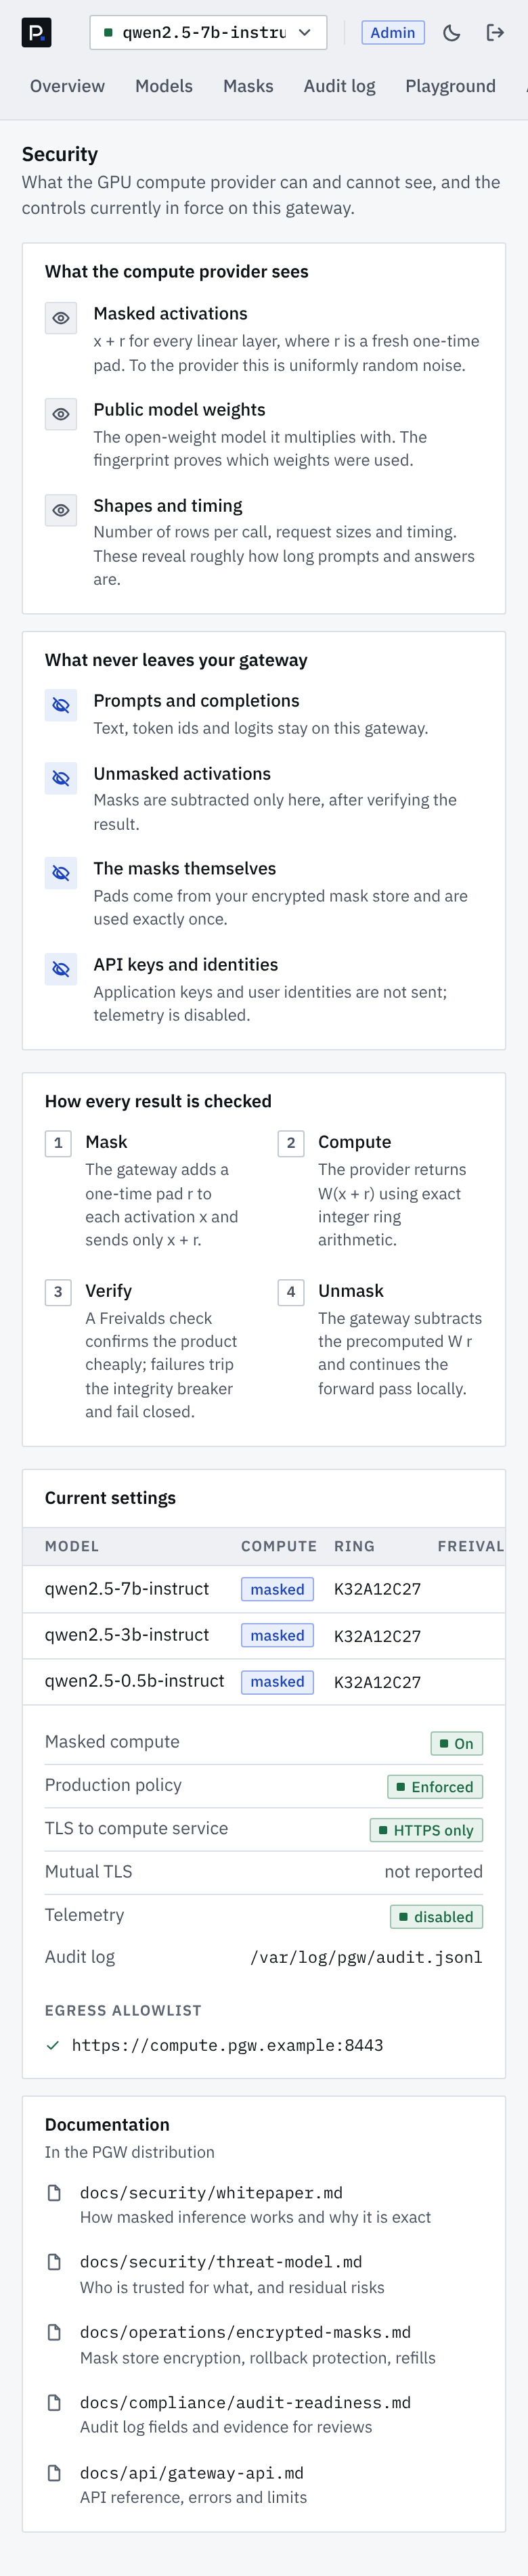 P.
qwen2.5-7b-instru
Admin
Overview Models Masks Audit log Playground
Security
What the GPU compute provider can and cannot see, and the
controls currently in force on this gateway.
What the compute provider sees
Masked activations
x + r for every linear layer, where r is a fresh one-time
pad. To the provider this is uniformly random noise.
Public model weights
The open-weight model it multiplies with. The
fingerprint proves which weights were used.
Shapes and timing
Number of rows per call, request sizes and timing.
These reveal roughly how long prompts and answers
are.
What never leaves your gateway
Prompts and completions
Text, token ids and logits stay on this gateway.
Unmasked activations
Masks are subtracted only here, after verifying the
result.
The masks themselves
Pads come from your encrypted mask store and are
used exactly once.
API keys and identities
Application keys and user identities are not sent;
telemetry is disabled.
How every result is checked
1 Mask
The gateway adds a
one-time pad r to
each activation x and
sends only x + r.
2 Compute
The provider returns
W(x + r) using exact
integer ring
arithmetic.
3 Verify
A Freivalds check
confirms the product
cheaply; failures trip
the integrity breaker
and fail closed.
4 Unmask
The gateway subtracts
the precomputed W r
and continues the
forward pass locally.
Current settings
MODEL COMPUTE RING FREIVAL
qwen2.5-7b-instruct masked K32A12C27
qwen2.5-3b-instruct masked K32A12C27
qwen2.5-0.5b-instruct masked K32A12C27
Masked compute On
Production policy Enforced
TLS to compute service HTTPS only
Mutual TLS not reported
Telemetry disabled
Audit log /var/log/pgw/audit.jsonl
EGRESS ALLOWLIST
https://compute.pgw.example:8443
Documentation
In the PGW distribution
docs/security/whitepaper.md
How masked inference works and why it is exact
docs/security/threat-model.md
Who is trusted for what, and residual risks
docs/operations/encrypted-masks.md
Mask store encryption, rollback protection, refills
docs/compliance/audit-readiness.md
Audit log fields and evidence for reviews
docs/api/gateway-api.md
API reference, errors and limits